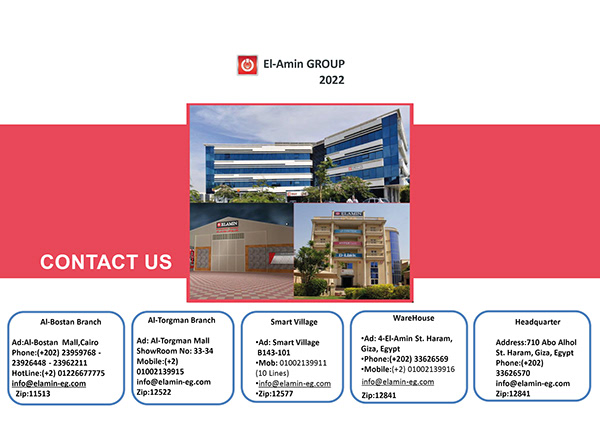 El-Amin GROUP
2022
ELAMIN
ELAMIN
El-Amin
CONTACT US
Al-Bostan Branch
Ad:Al-Bostan Mall,Cairo
Phone:(+202) 23959768 -
23926448 - 23962211
HotLine:(+2) 01226677775
info@elamin-eg.com
Zip:11513
Al-Torgman Branch
Ad: Al-Torgman Mall
ShowRoom No: 33-34
Mobile:(+2)
01002139915
info@elamin-eg.com
Zip:12522
Smart Village
•Ad: Smart Village
B143-101
•Mob: 01002139911
(10 Lines)
•info@elamin-eg.com
•Zip:12577
WareHouse
•Ad: 4-El-Amin St. Haram,
Giza, Egypt
•Phone:(+202) 33626569
•Mobile:(+2) 01002139916
info@elamin-eg.com
Zip:12841
Headquarter
Address:710 Abo Alhol
St. Haram, Giza, Egypt
Phone:(+202)
33626570
info@elamin-eg.com
Zip:12841